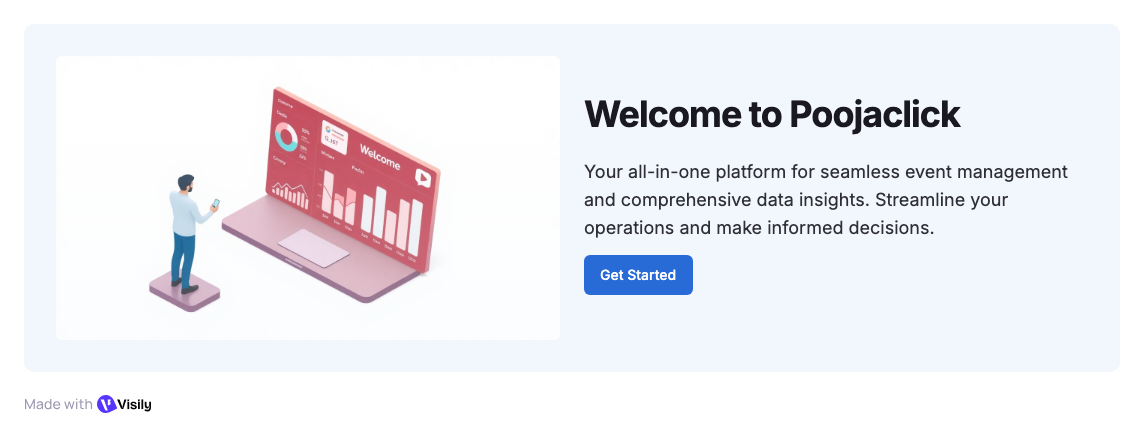 Welcome
Profit
Welcome to Poojaclick
Your all-in-one platform for seamless event management
and comprehensive data insights. Streamline your
operations and make informed decisions.
Get Started
Made with Visily